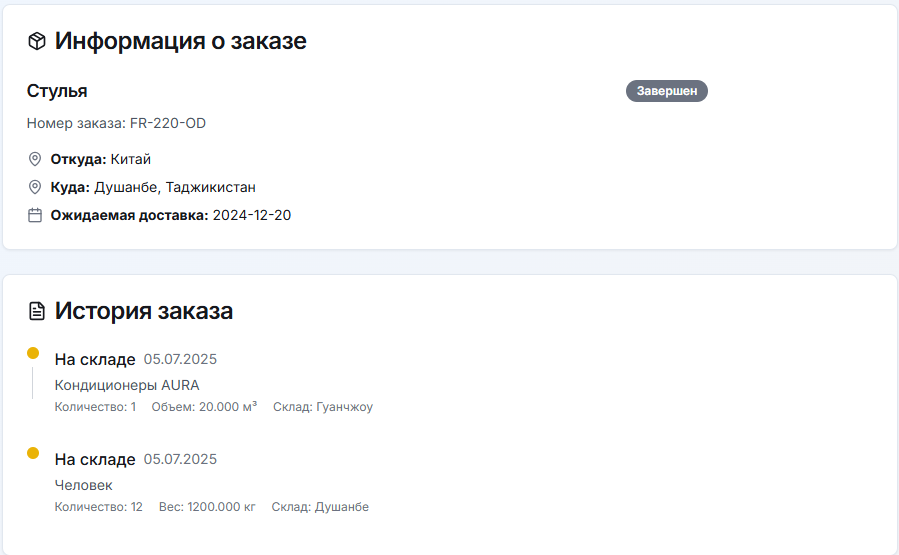 Информация о заказе
Стулья
Завершен
Номер заказа: FR-220-OD
Откуда: Китай
Куда: Душанбе, Таджикистан
Ожидаемая доставка: 2024-12-20
История заказа
На складе 05.07.2025
Кондиционеры AURA
Количество: 1 Объем: 20.000 м³ Склад: Гуанчжоу
На складе 05.07.2025
Человек
Количество: 12 Вес: 1200.000 кг Склад: Душанбе